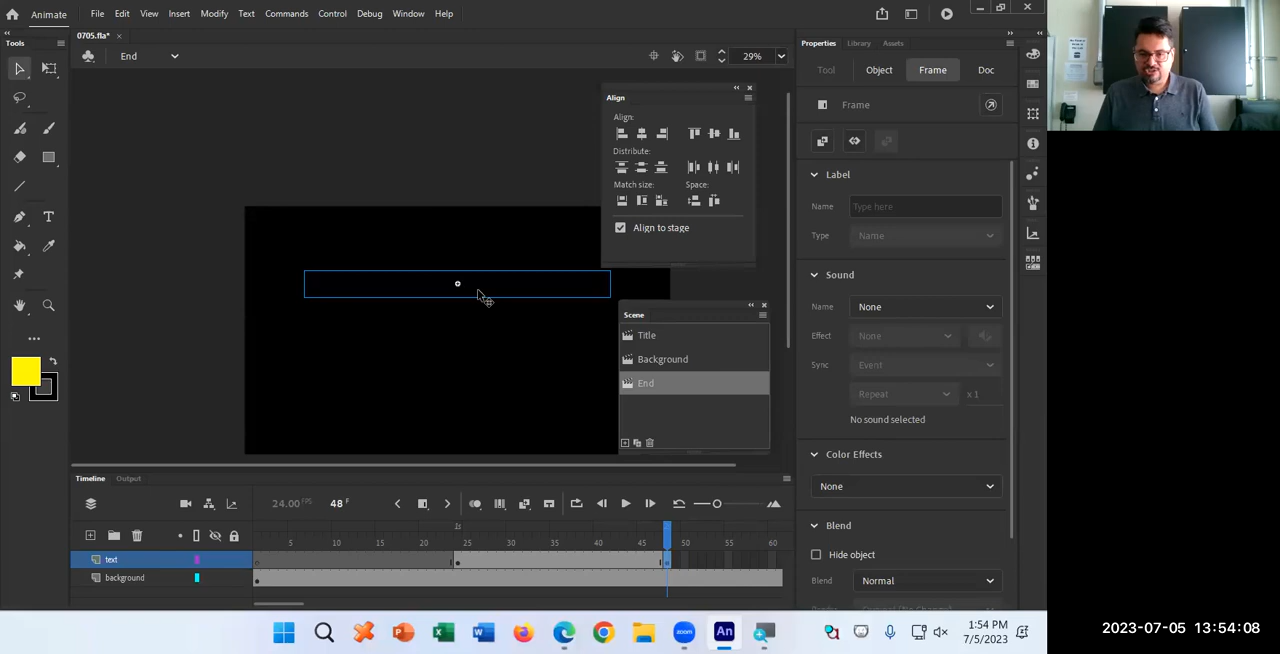 Animate File Edit View Insert Modify Text Commands Control Debug Window Help
0705.fla*
Tools
End
29%
Align
Align:
Distribute:
Match size: Space:
Align to stage
Scene
Title
Background
End
Properties Library Assets
Tool Object Frame Doc
Frame
Label
Name Type here
Type Name
Sound
Name None
Effect None
Sync Event
Repeat x 1
No sound selected
Color Effects
None
Blend
Hide object
Blend Normal
Timeline Output
24.00 FPS 48 F
1s
5 10 15 20 25 30 35 40 45 50 55 60
text
background
1:54 PM
7/5/2023
2023-07-05 13:54:08